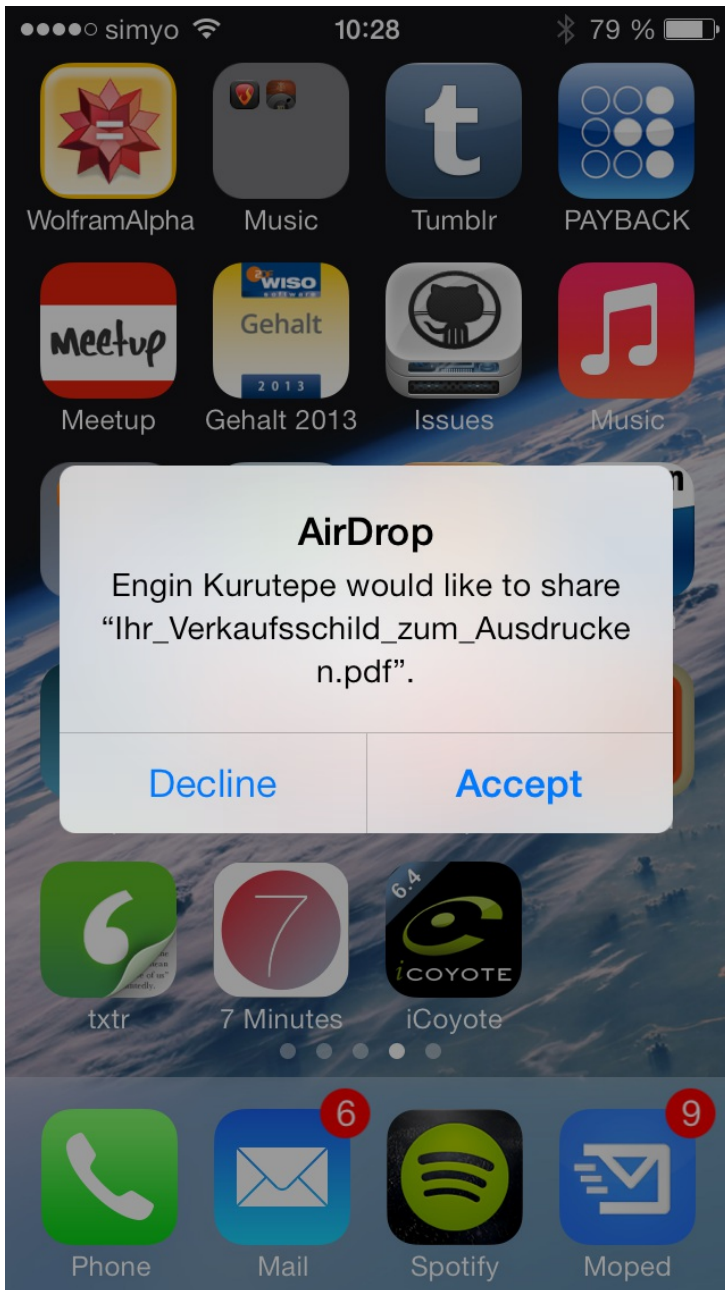 simyo 10:28 79 %
WolframAlpha Music Tumblr PAYBACK
Meetup
WISO
Gehalt
2013
Meetup Gehalt 2013 Issues Music
AirDrop
Engin Kurutepe would like to share
“Ihr_Verkaufsschild_zum_Ausdrucke
n.pdf”.
Decline Accept
6.4
7
iCOYOTE
txtr 7 Minutes iCoyote
6 9
Phone Mail Spotify Moped